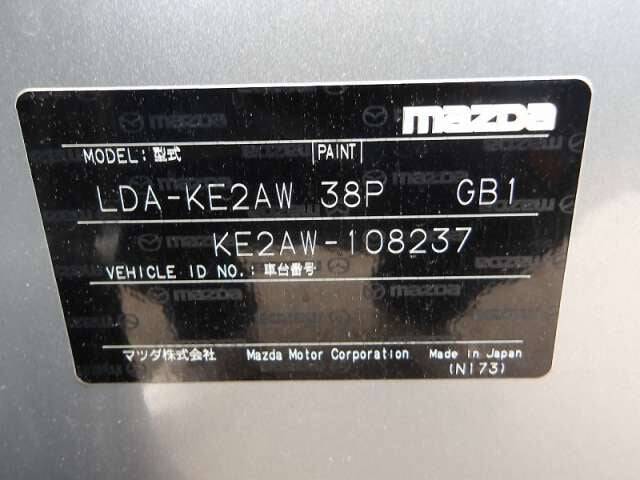 mazda
MODEL: 型式 PAINT
LDA-KE2AW 38P GB1
KE2AW-108237
VEHICLE ID NO.: 車台番号
マツダ株式会社 Mazda Motor Corporation Made in Japan
(N173)